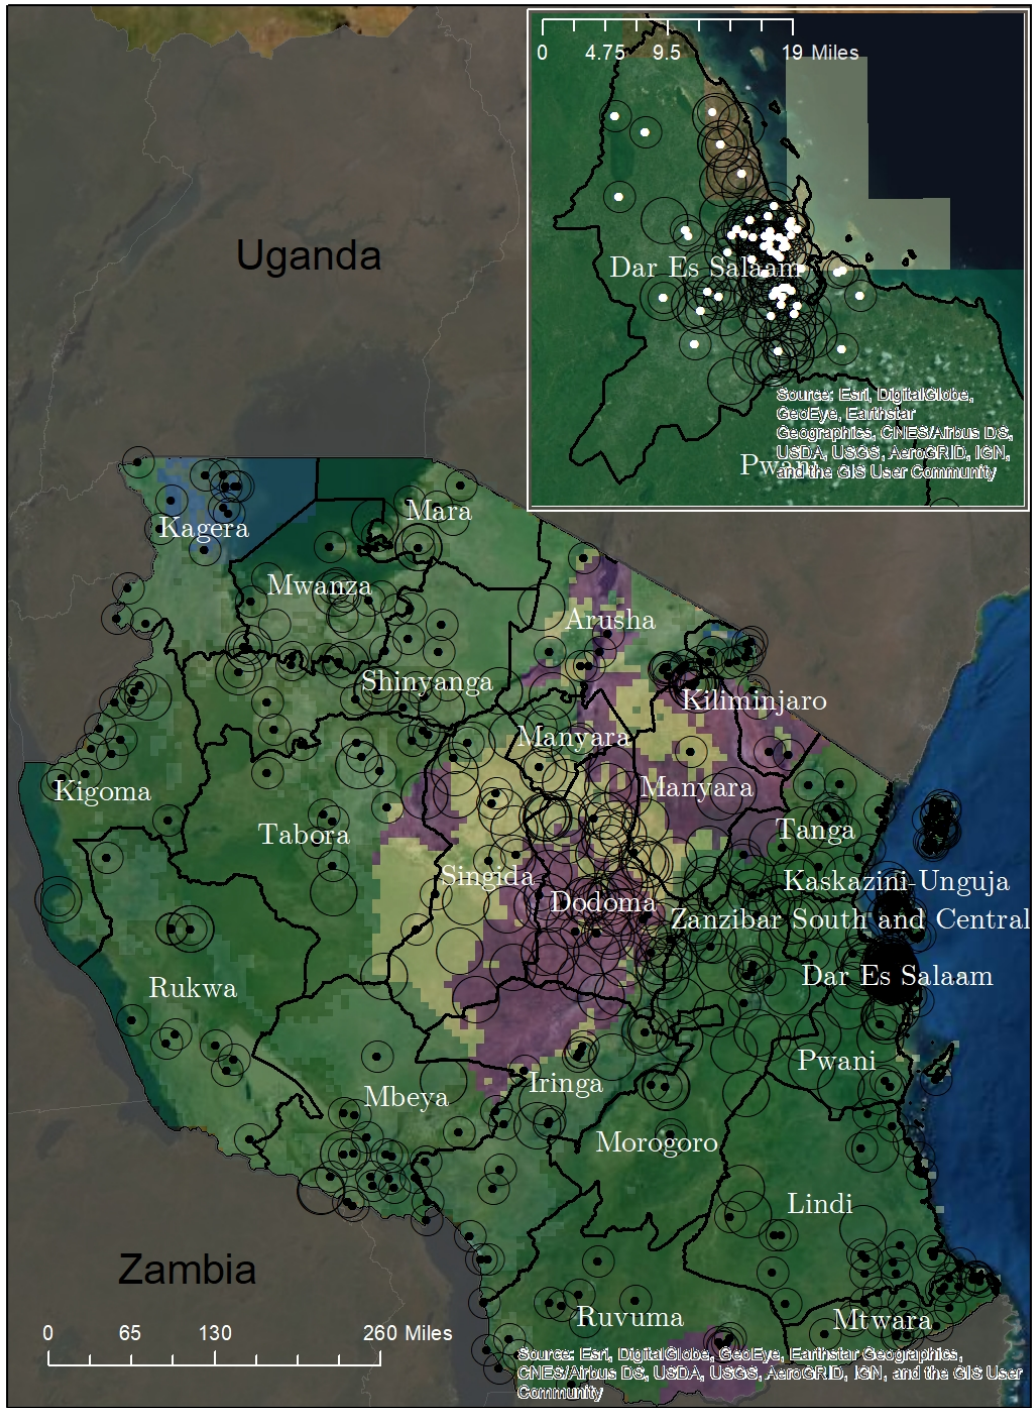 0 4.75 9.5 19 Miles
Uganda
Dar Es Salaam
Source: Esri, DigitalGlobe,
GeoEye, Earthstar
Geographics, CNES/Airbus DS,
USDA, USGS, AeroGRID, IGN,
and the GIS User Community
Pwani
Kagera
Mara
Mwanza
Arusha
Shinyanga
Kiliminjaro
Manyara
Kigoma
Manyara
Tabora
Tanga
Singida
Kaskazini-Unguja
Dodoma
Zanzibar South and Central
Rukwa
Dar Es Salaam
Pwani
Mbeya
Iringa
Morogoro
Lindi
Zambia
Ruvuma
Mtwara
0 65 130 260 Miles
Source: Esri, DigitalGlobe, GeoEye, Earthstar Geographics,
CNES/Airbus DS, USDA, USGS, AeroGRID, IGN, and the GIS User
Community